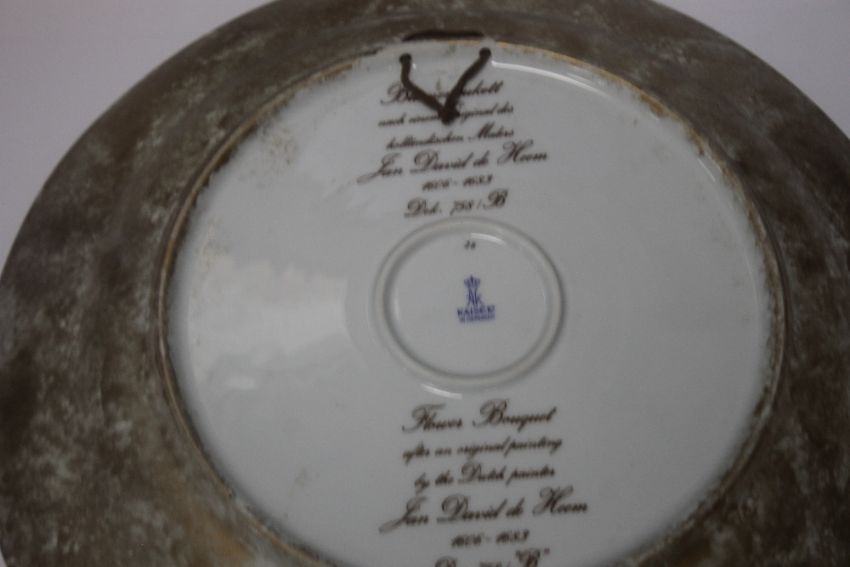 nach einem Original des
holländischen Malers
Jan David de Heem
1606 - 1683
Dek. 758/B
KAISER
W. GERMANY
Flower Bouquet
after an original painting
by the Dutch painter
Jan David de Heem
1606 - 1683
"B"